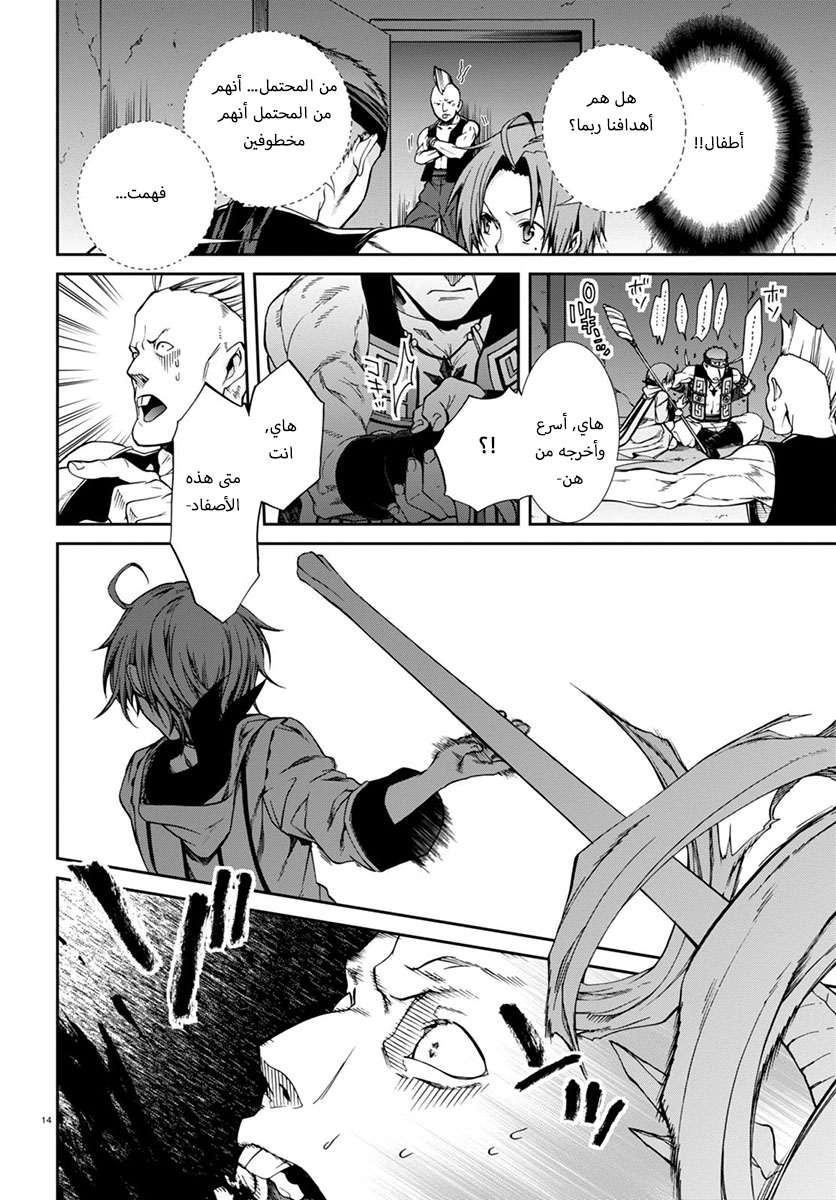 أطفال!!
هل هم
أهدافنا ربما؟
من المحتمل... أنهم
من المحتمل أنهم
مخطوفين
فهمت...
هاي, أسرع
وأخرجه من
هن-
!؟
هاي,
انت
متى هذه
الأصفاد-
14